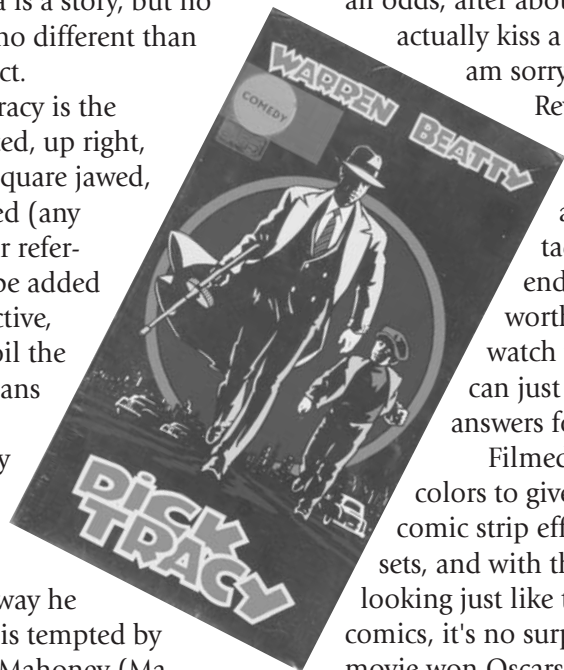 is a story, but no
no different than
ct.
racy is the
ed, up right,
quare jawed,
ed (any
r refer-
be added
ctive,
oil the
ans
y
way he
is tempted by
Mahoney (Ma-
WARREN BEATTY
COMEDY
DICK
TRACY
an odds, after abou
actually kiss a
am sorry
Re
a
ta
end
worth
watch
can just
answers fo
Filmed
colors to give
comic strip eff
sets, and with th
looking just like t
comics, it's no surp
movie won Oscars